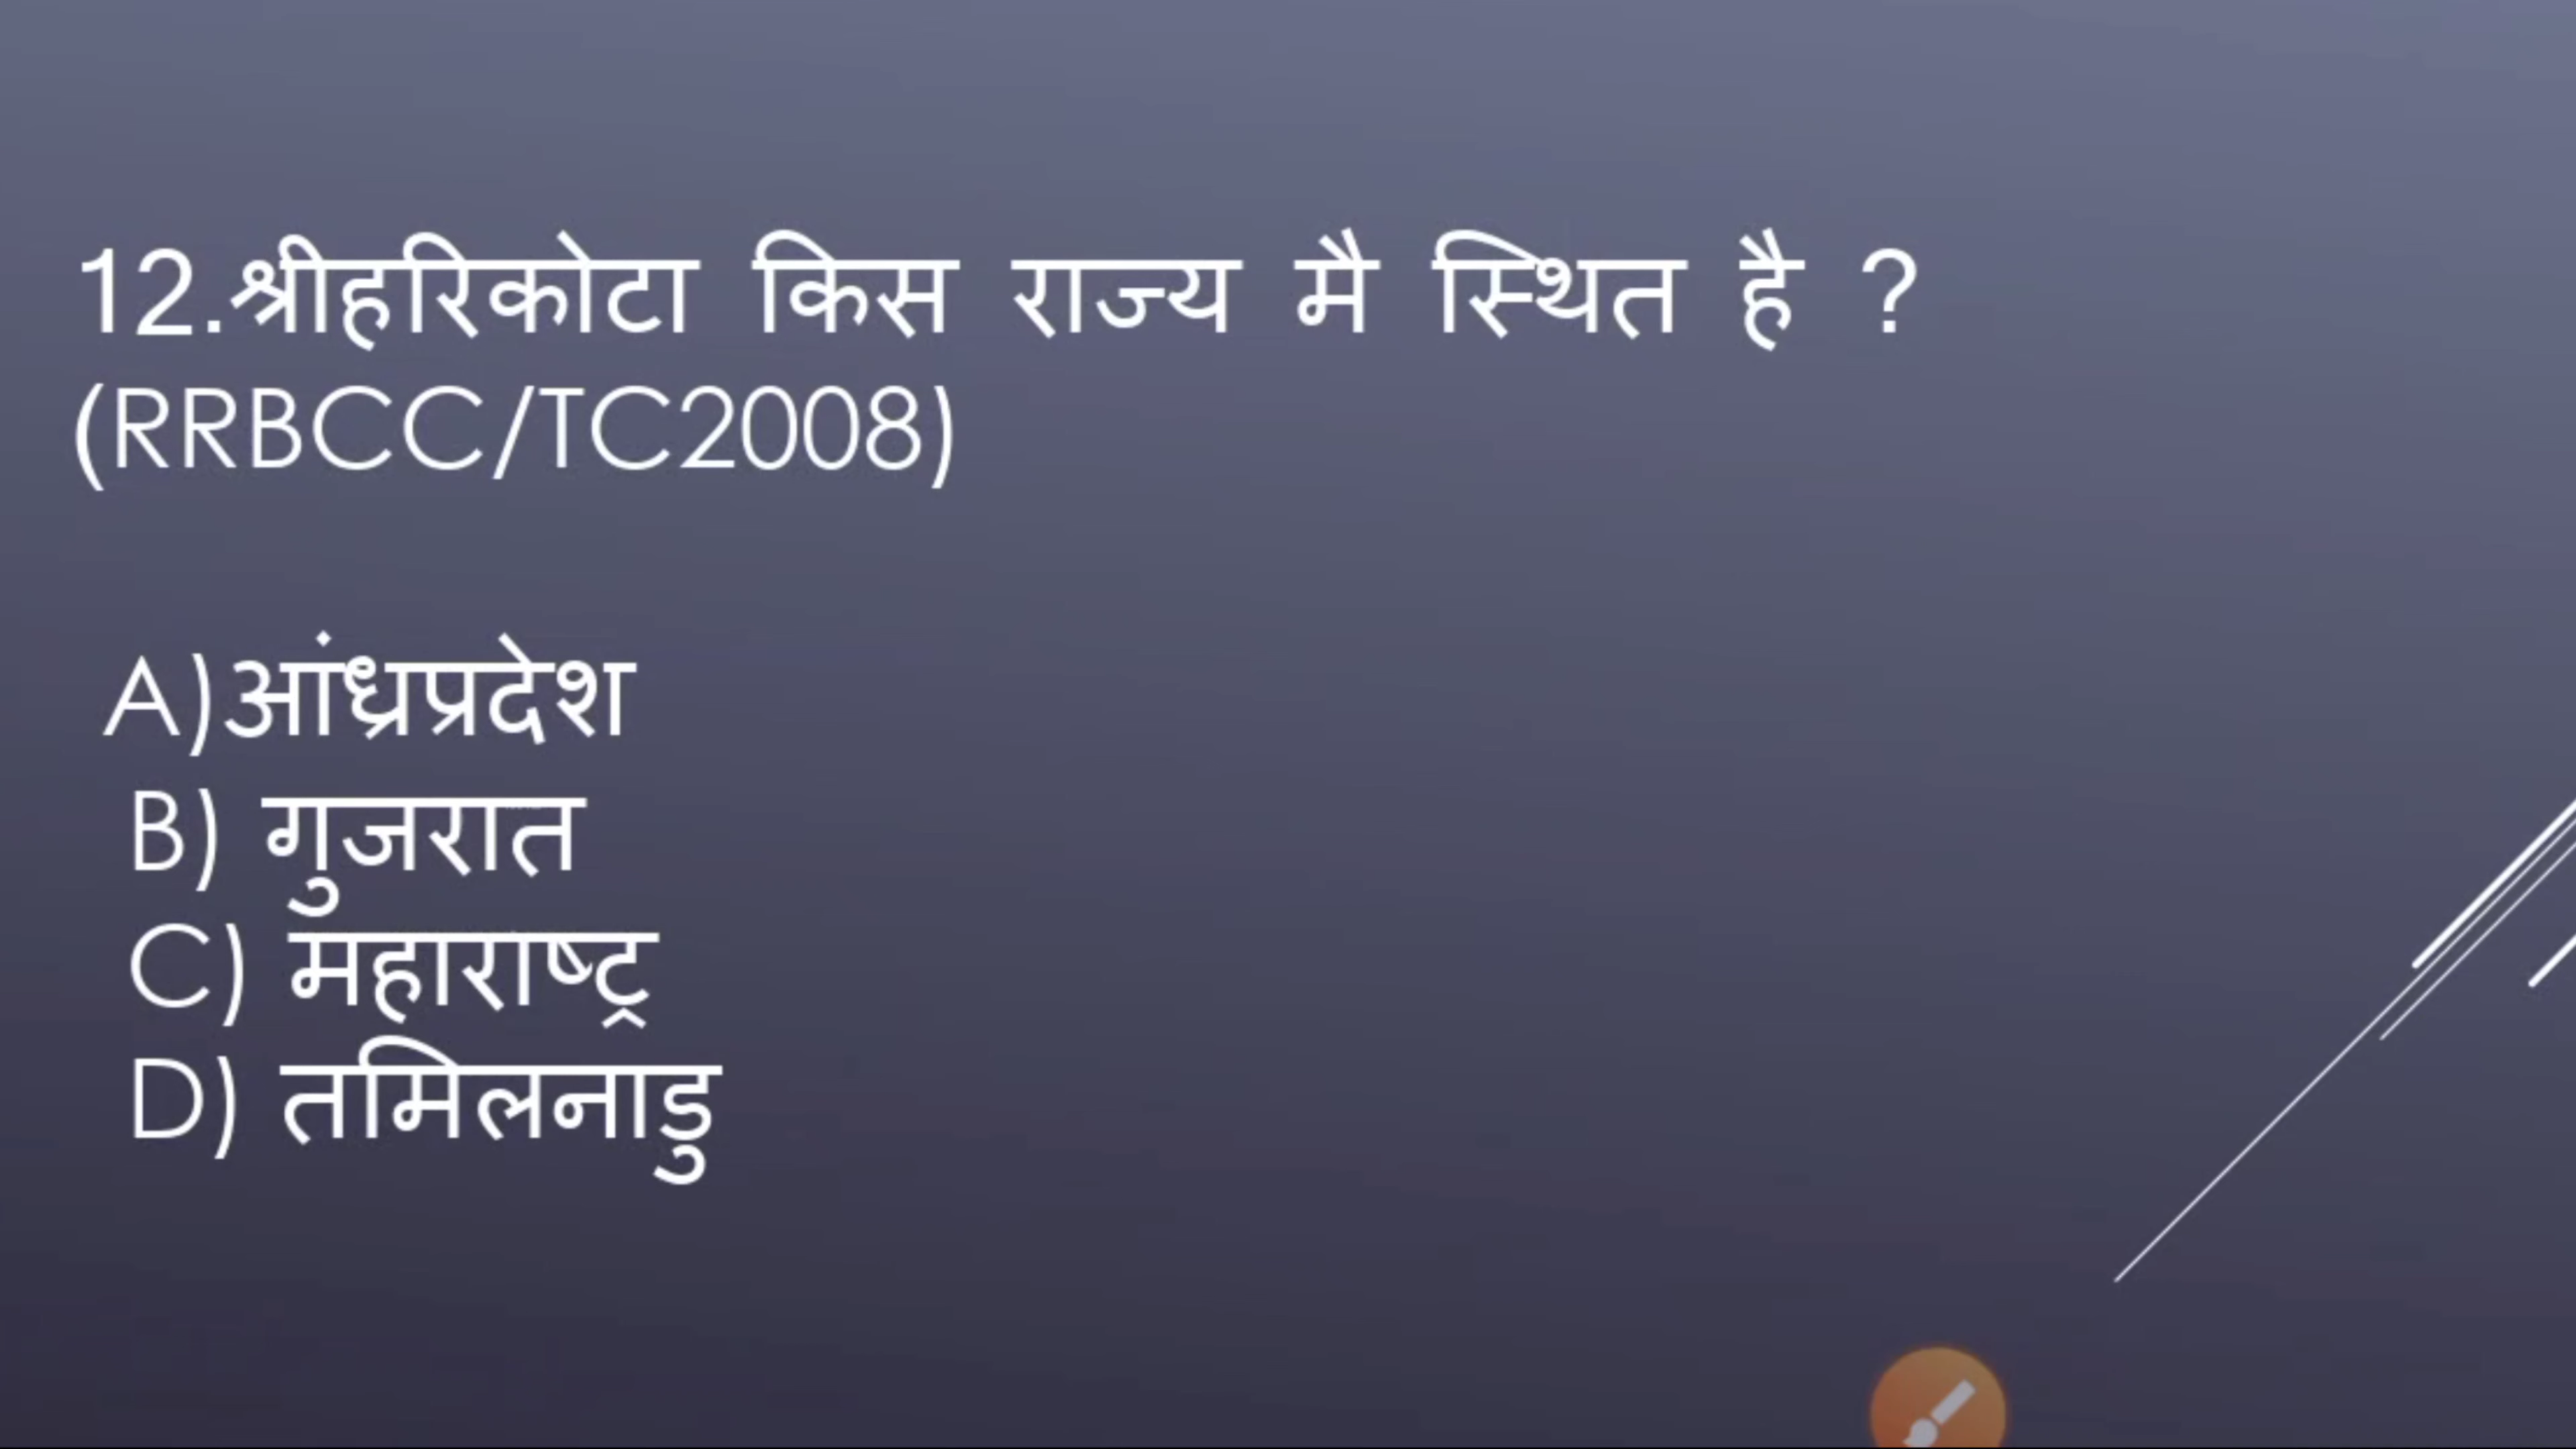 12.श्रीहरिकोटा किस राज्य मै स्थित है ?
(RRBCC/TC2008)
A)आंध्रप्रदेश
B) गुजरात
C) महाराष्ट्र
D) तमिलनाडु